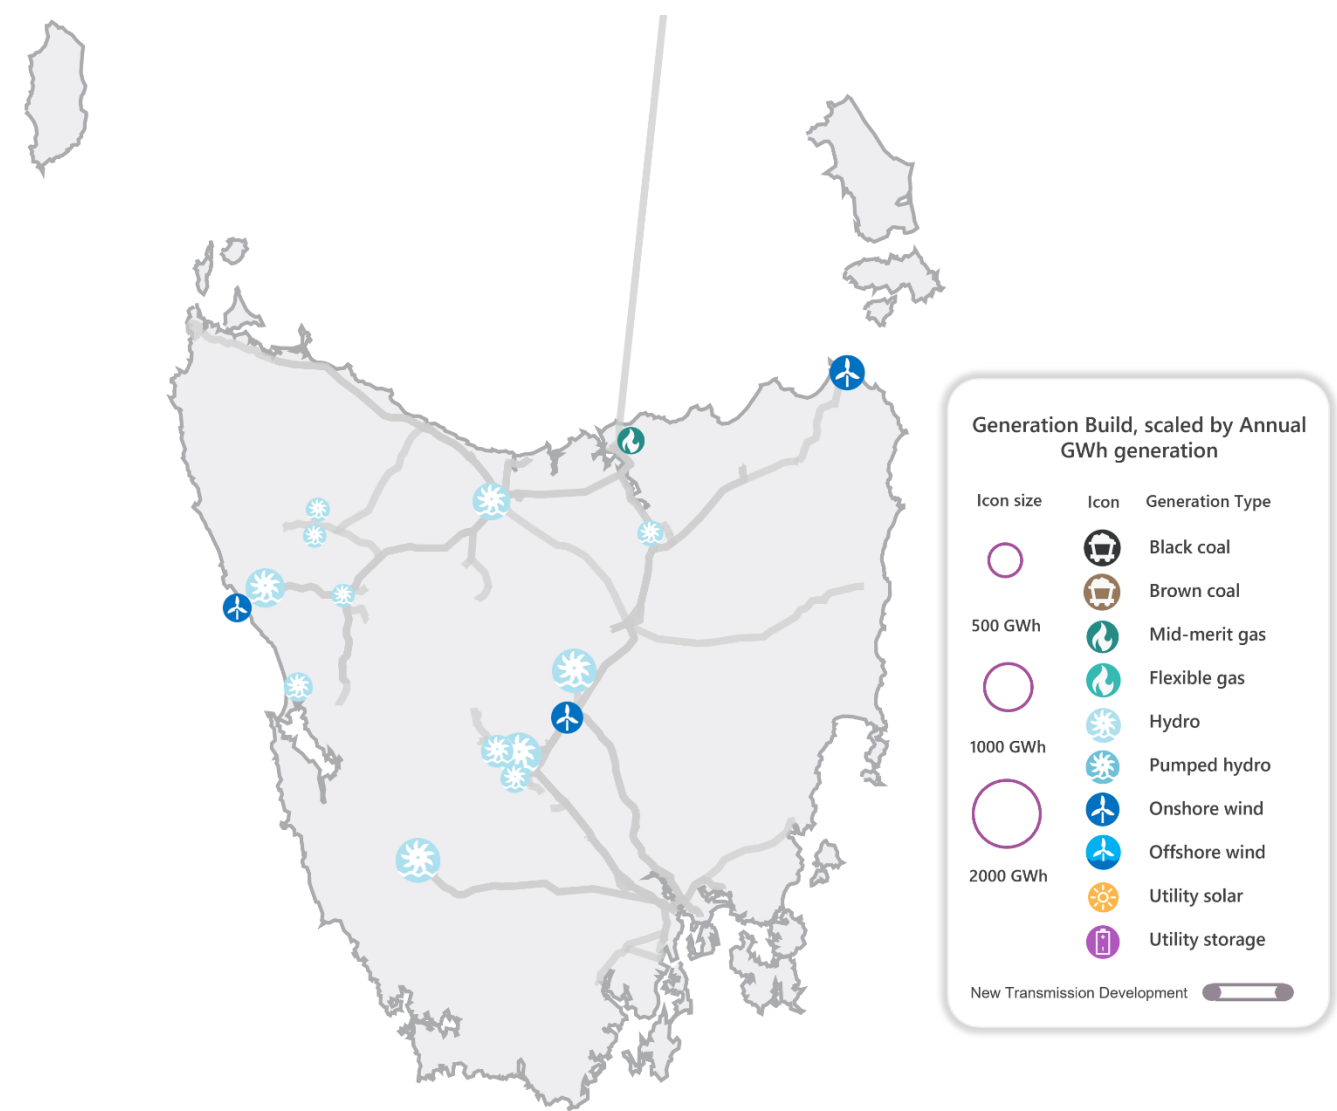 Generation Build, scaled by Annual
GWh generation
Icon size
Icon
Generation Type
Black coal
Brown coal
500 GWh
Mid-merit gas
Flexible gas
Hydro
1000 GWh
Pumped hydro
Onshore wind
Offshore wind
2000 GWh
Utility solar
Utility storage
New Transmission Development